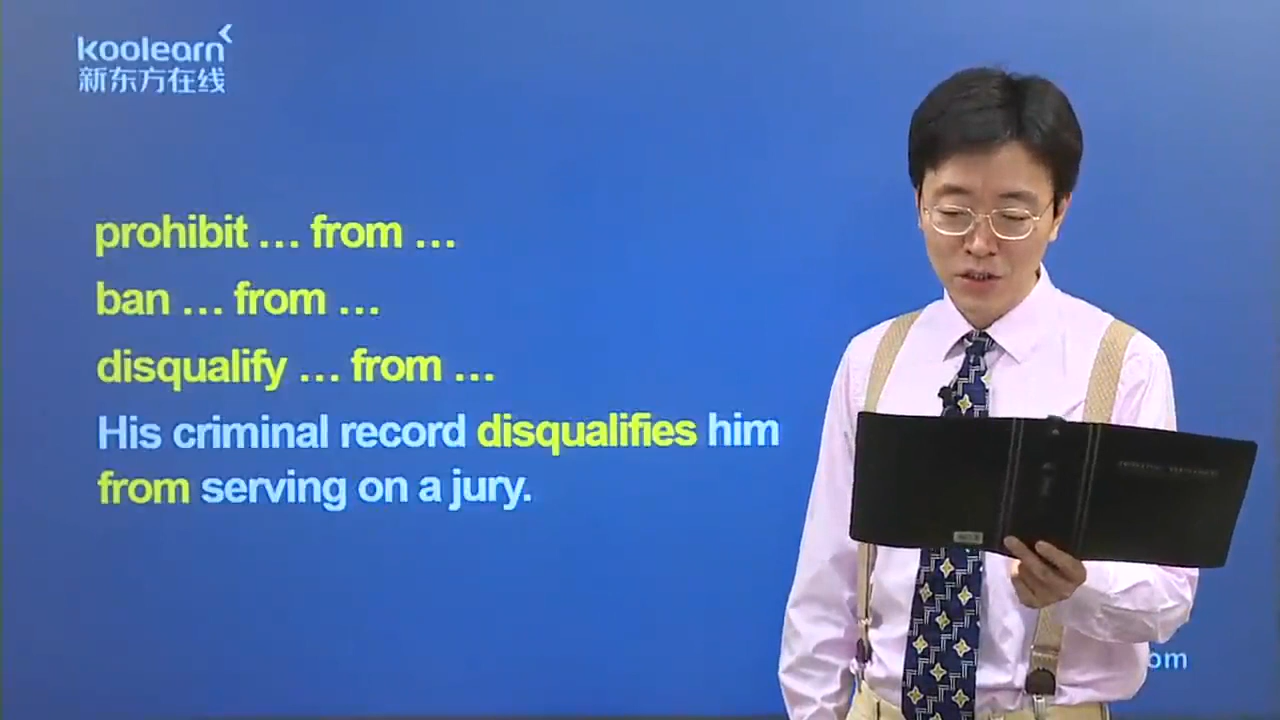 koolearn
新东方在线
prohibit … from …
ban … from …
disqualify … from …
His criminal record disqualifies him
from serving on a jury.
om